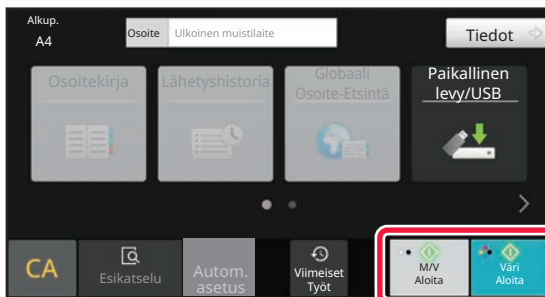 Alkup.
A4
Osoite
Ulkoinen muistilaite
Tiedot
Osoitekirja
Lähetyshistoria
Globaali
Osoite-Etsintä
Paikallinen
levy/USB
CA
Esikatselu
Autom.
asetus
Viimeiset
Työt
M/V
Aloita
Väri
Aloita